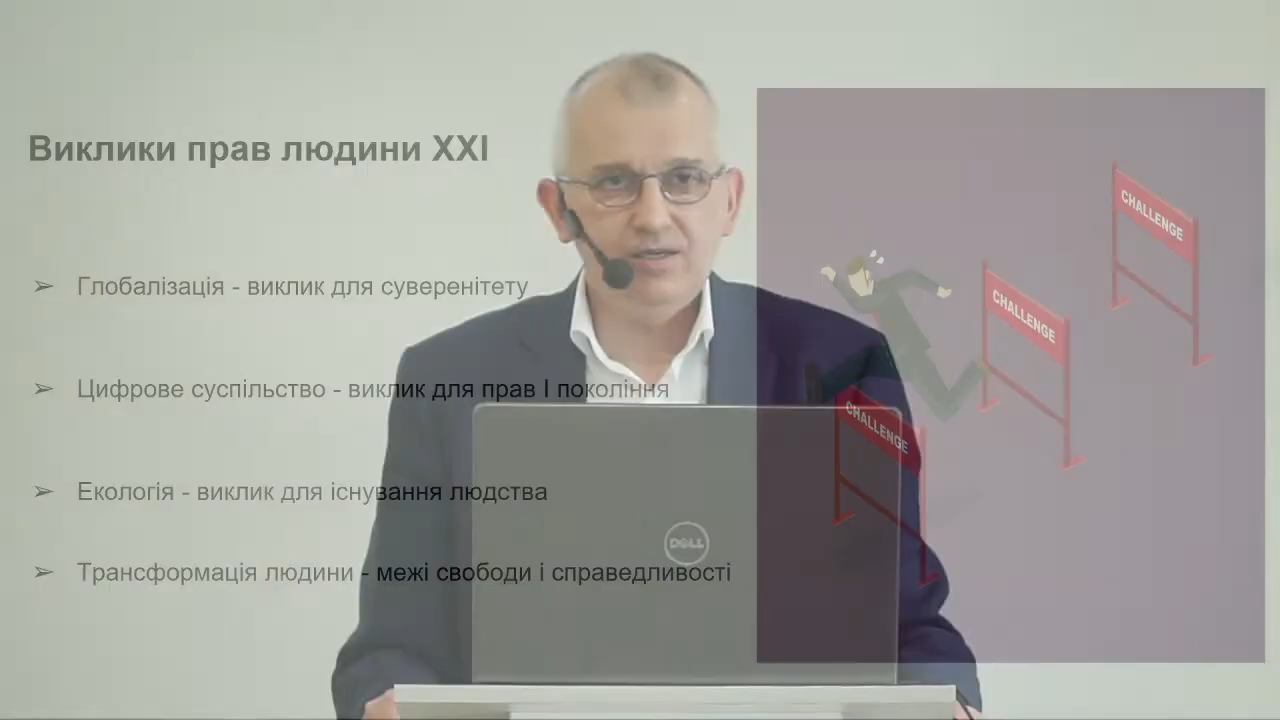 Виклики прав людини XXI
➢ Глобалізація - виклик для суверенітету
➢ Цифрове суспільство - виклик для прав I покоління
➢ Екологія - виклик для існування людства
➢ Трансформація людини - межі свободи і справедливості
CHALLENGE
CHALLENGE
CHALLENGE
DELL